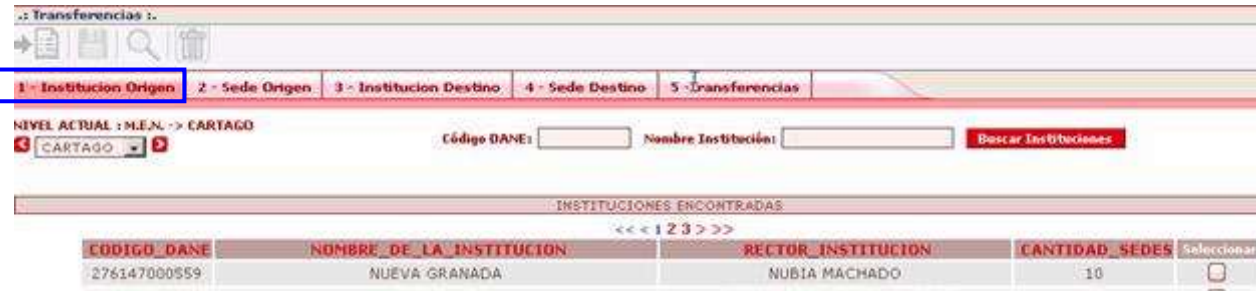 .: Transferencias :.
1 - Institucion Origen 2 - Sede Origen 3 - Institucion Destino 4 - Sede Destino 5 - Transferencias
NIVEL ACTUAL : M.E.N. -> CARTAGO
CARTAGO Código DANE: Nombre Institución: Buscar Instituciones
INSTITUCIONES ENCONTRADAS
<< < 1 2 3 > >>
CODIGO_DANE NOMBRE_DE_LA_INSTITUCION RECTOR_INSTITUCION CANTIDAD_SEDES Seleccionar
276147000559 NUEVA GRANADA NUBIA MACHADO 10